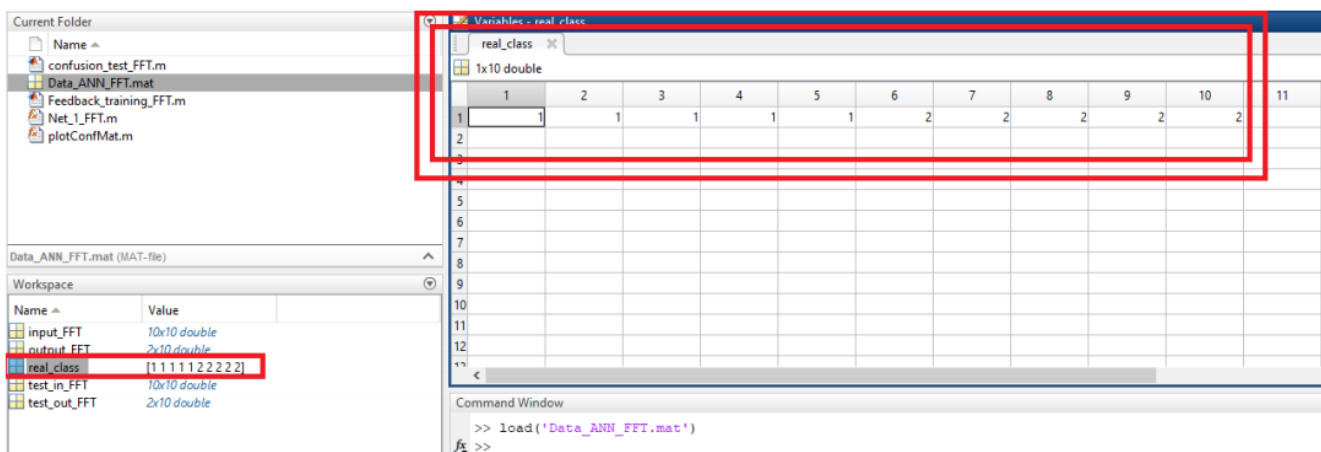 Current Folder
Name
confusion_test_FFT.m
Data_ANN_FFT.mat
Feedback_training_FFT.m
Net_1_FFT.m
plotConfMat.m
Data_ANN_FFT.mat (MAT-file)
Workspace
Name Value
input_FFT 10x10 double
output_FFT 2x10 double
real_class [1 1 1 1 1 2 2 2 2 2]
test_in_FFT 10x10 double
test_out_FFT 2x10 double
Variables - real_class
real_class
1x10 double
1 2 3 4 5 6 7 8 9 10 11
1 1 1 1 1 1 2 2 2 2 2
2
3
4
5
6
7
8
9
10
11
12
13
Command Window
>> load('Data_ANN_FFT.mat')
fx >>